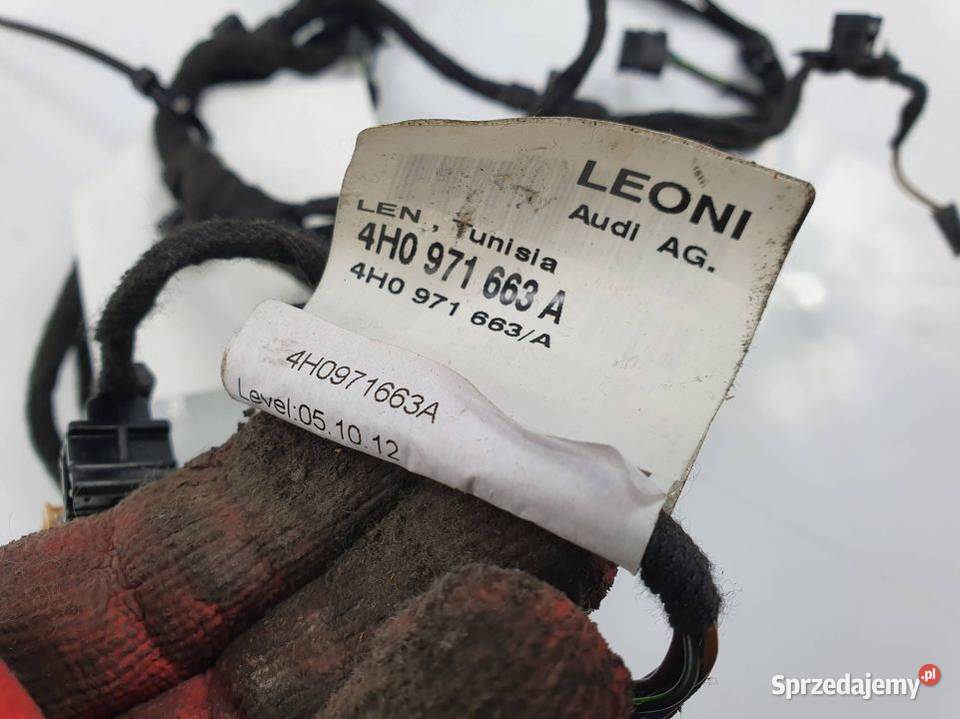 LEONI
Audi AG.
LEN., Tunisia
4H0 971 663 A
4H0 971 663/A
4H0971663A
Level:05.10.12
Sprzedajemy.pl